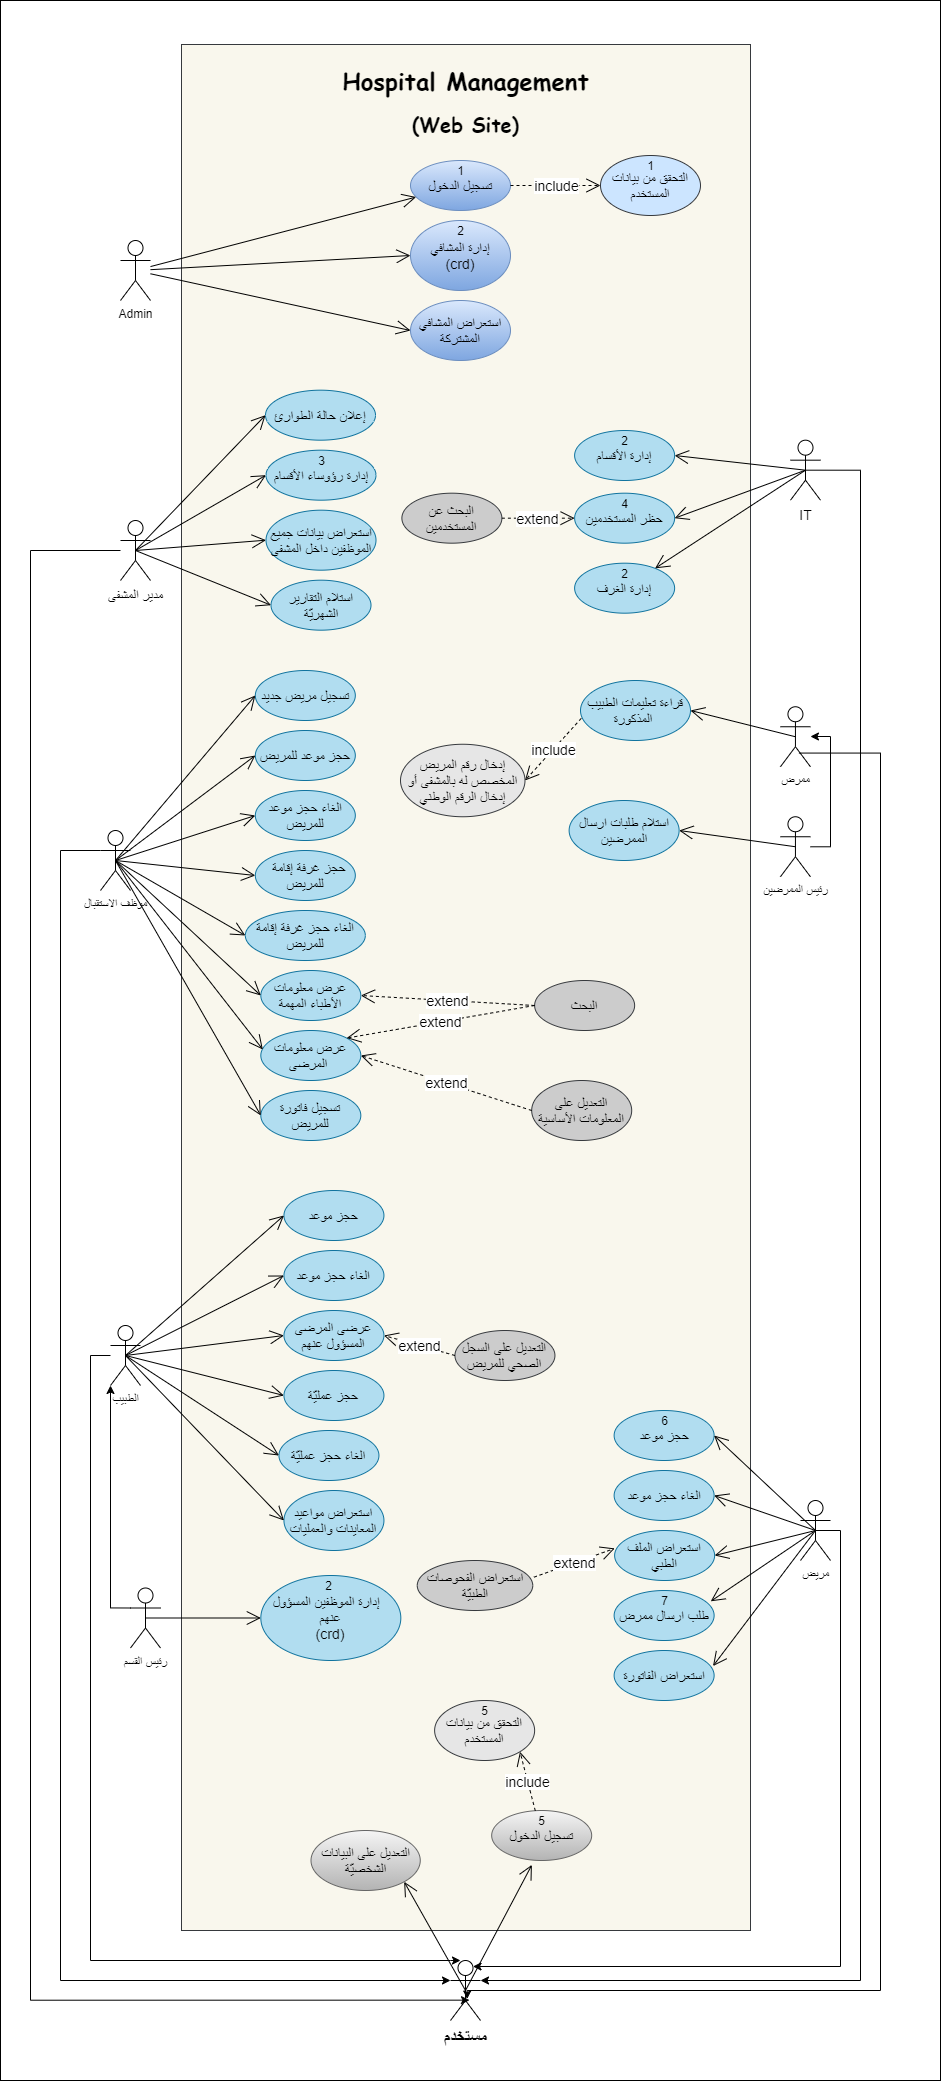 Hospital Management
(Web Site)
1
تسجيل الدخول
include
1
التحقق من بيانات
المستخدم
2
إدارة المشافي
(crd)
Admin
استعراض المشافي
المشتركة
إعلان حالة الطوارئ
3
إدارة رؤوساء الأقسام
استعراض بيانات جميع
الموظفين داخل المشفى
استلام التقارير
الشهريّة
مدير المشفى
2
إدارة الأقسام
البحث عن
المستخدمين
extend
4
حظر المستخدمين
2
إدارة الغرف
IT
تسجيل مريض جديد
حجز موعد للمريض
الغاء حجز موعد
للمريض
حجز غرفة إقامة
للمريض
الغاء حجز غرفة إقامة
للمريض
عرض معلومات
الأطباء المهمة
عرض معلومات
المرضى
تسجيل فاتورة
للمريض
موظف الاستقبال
قراءة تعليمات الطبيب
المذكورة
include
إدخال رقم المريض
المخصص له بالمشفى أو
إدخال الرقم الوطني
ممرض
استلام طلبات ارسال
الممرضين
رئيس الممرضين
extend
extend
البحث
extend
التعديل على
المعلومات الأساسية
حجز موعد
الغاء حجز موعد
عرضى المرضى
المسؤول عنهم
extend
التعديل على السجل
الصحي للمريض
حجز عمليّة
الغاء حجز عمليّة
استعراض مواعيد
المعاينات والعمليات
الطبيب
2
إدارة الموظفين المسؤول
عنهم
(crd)
رئيس القسم
6
حجز موعد
الغاء حجز موعد
استعراض الملف
الطبي
extend
استعراض الفحوصات
الطبيّة
7
طلب ارسال ممرض
استعراض الفاتورة
مريض
5
التحقق من بيانات
المستخدم
include
5
تسجيل الدخول
التعديل على البيانات
الشخصيّة
مستخدم